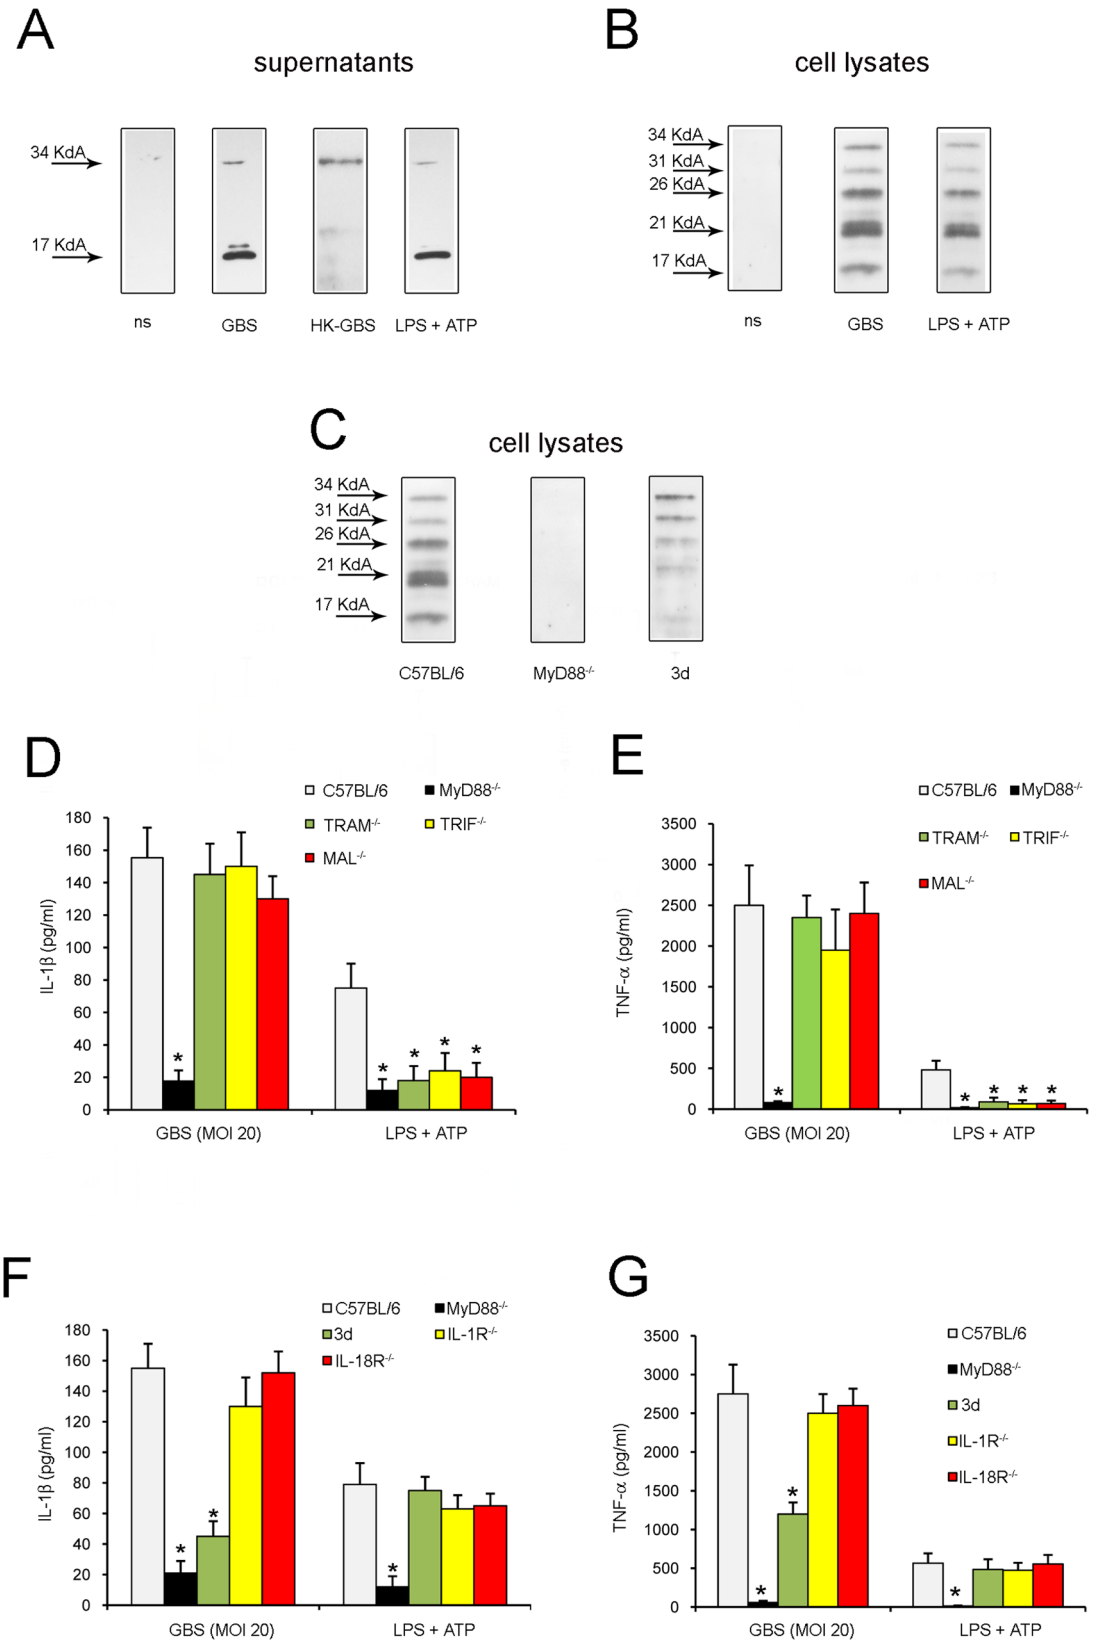 A
supernatants
34 KdA
17 KdA
ns
GBS
HK-GBS
LPS + ATP
B
cell lysates
34 KdA
31 KdA
26 KdA
21 KdA
17 KdA
ns
GBS
LPS + ATP
C
cell lysates
34 KdA
31 KdA
26 KdA
21 KdA
17 KdA
C57BL/6
MyD88-/-
3d
D
C57BL/6
MyD88-/-
TRAM-/-
TRIF-/-
MAL-/-
IL-1β (pg/ml)
180
160
140
120
100
80
60
40
20
0
*
*
*
*
*
GBS (MOI 20)
LPS + ATP
E
C57BL/6
MyD88-/-
TRAM-/-
TRIF-/-
MAL-/-
TNF-α (pg/ml)
3500
3000
2500
2000
1500
1000
500
0
*
*
*
*
*
GBS (MOI 20)
LPS + ATP
F
C57BL/6
MyD88-/-
3d
IL-1R-/-
IL-18R-/-
IL-1β (pg/ml)
180
160
140
120
100
80
60
40
20
0
*
*
*
GBS (MOI 20)
LPS + ATP
G
C57BL/6
MyD88-/-
3d
IL-1R-/-
IL-18R-/-
TNF-α (pg/ml)
3500
3000
2500
2000
1500
1000
500
0
*
*
*
GBS (MOI 20)
LPS + ATP